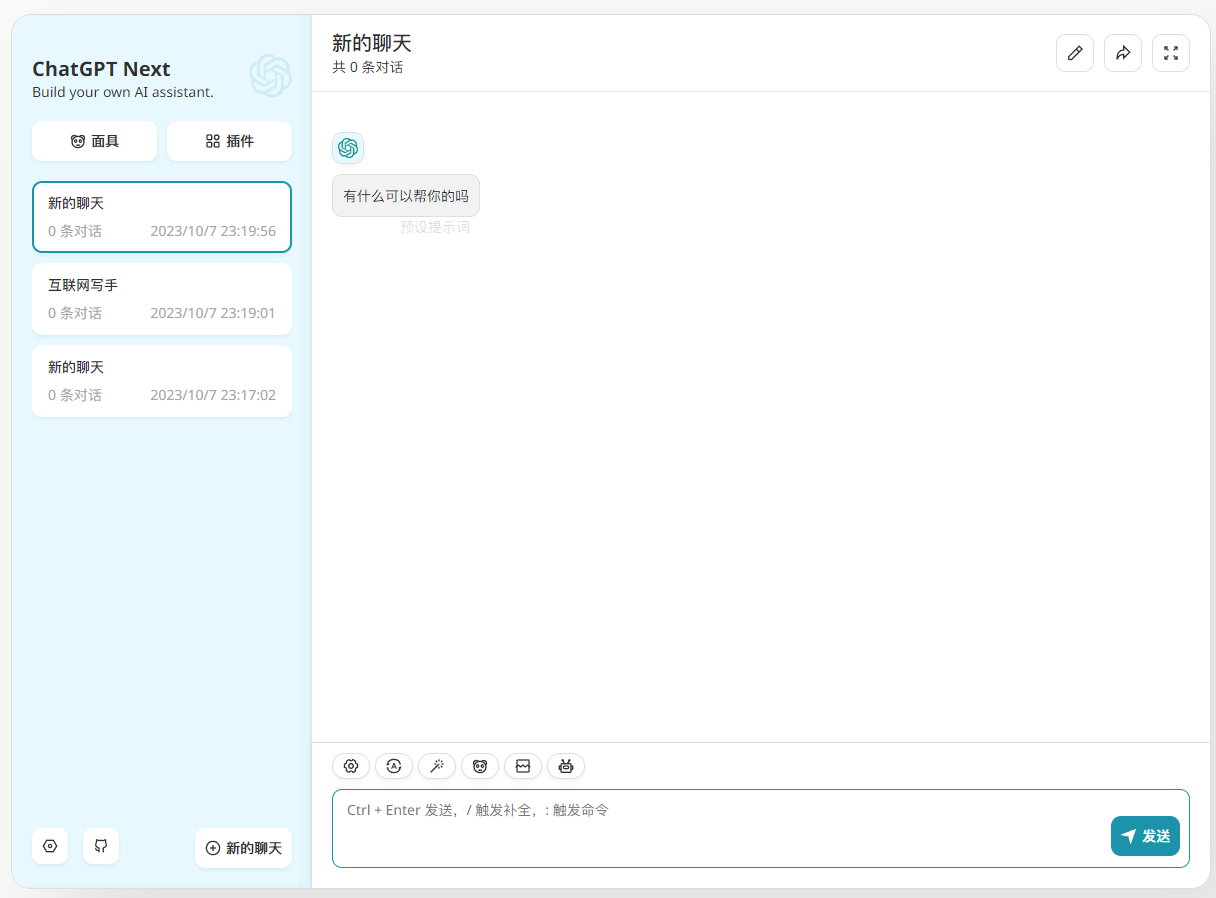 ChatGPT Next
Build your own AI assistant.
面具
插件
新的聊天
0 条对话 2023/10/7 23:19:56
互联网写手
0 条对话 2023/10/7 23:19:01
新的聊天
0 条对话 2023/10/7 23:17:02
新的聊天
新的聊天
共 0 条对话
有什么可以帮你的吗
预设提示词
Ctrl + Enter 发送，/ 触发补全，: 触发命令
发送